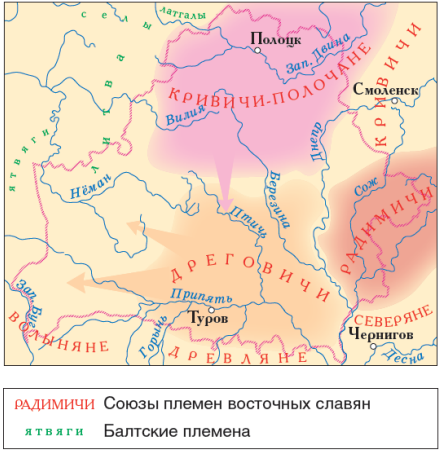 СЕЛЫ
ЛАТГАЛЫ
Полоцк
Зап. Двина
КРИВИЧИ-ПОЛОЧАНЕ
КРИВИЧИ
Смоленск
ЛИТВА
Вилия
ЯТВЯГИ
Днепр
Нёман
Березина
Сож
Птичь
РАДИМИЧИ
ДРЕГОВИЧИ
Зап. Буг
Припять
Туров
СЕВЕРЯНЕ
ВОЛЫНЯНЕ
Горынь
ДРЕВЛЯНЕ
Чернигов
Десна
РАДИМИЧИ Союзы племен восточных славян
ЯТВЯГИ Балтские племена